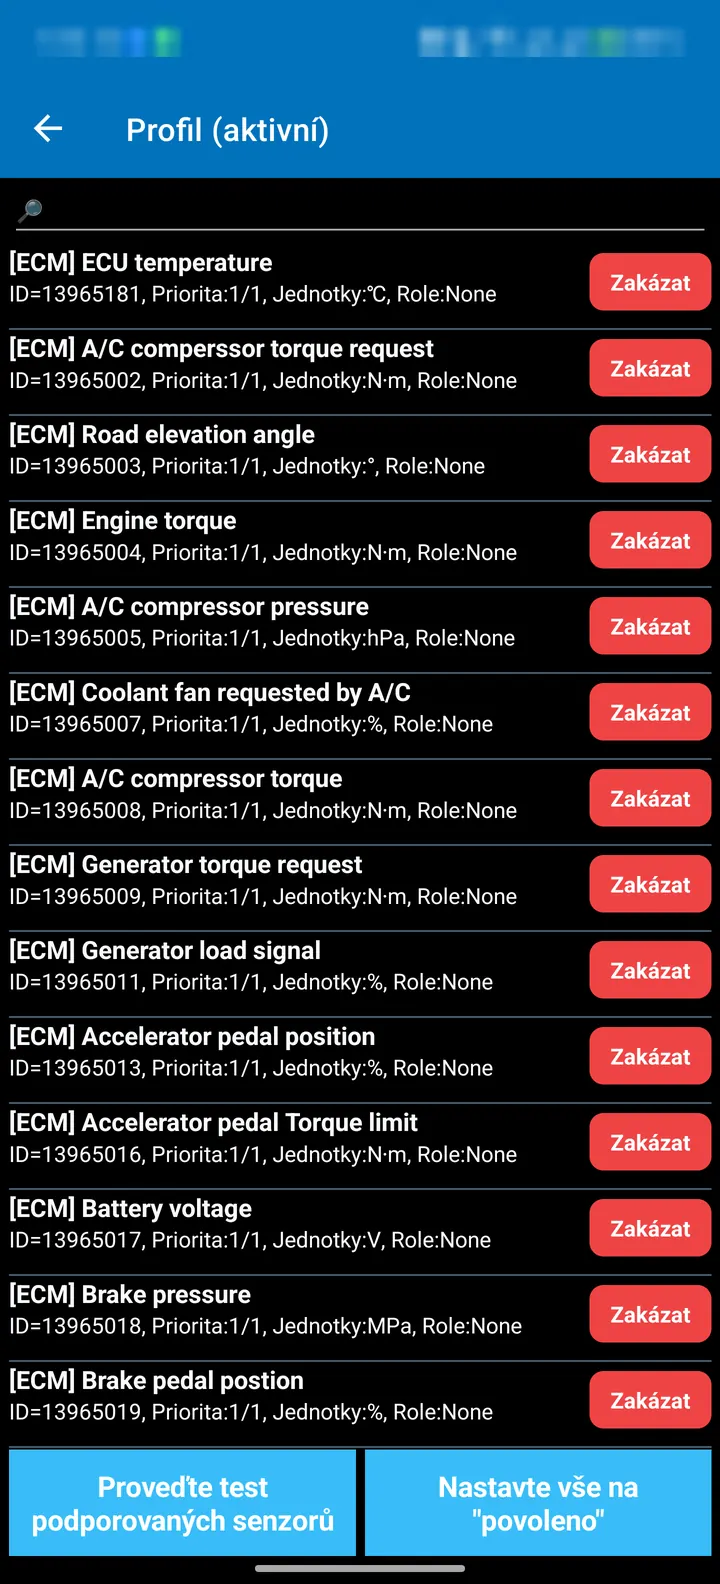 Profil (aktivní)
[ECM] ECU temperature
ID=13965181, Priorita:1/1, Jednotky:℃, Role:None
Zakázat
[ECM] A/C comperssor torque request
ID=13965002, Priorita:1/1, Jednotky:N·m, Role:None
Zakázat
[ECM] Road elevation angle
ID=13965003, Priorita:1/1, Jednotky:°, Role:None
Zakázat
[ECM] Engine torque
ID=13965004, Priorita:1/1, Jednotky:N·m, Role:None
Zakázat
[ECM] A/C compressor pressure
ID=13965005, Priorita:1/1, Jednotky:hPa, Role:None
Zakázat
[ECM] Coolant fan requested by A/C
ID=13965007, Priorita:1/1, Jednotky:%, Role:None
Zakázat
[ECM] A/C compressor torque
ID=13965008, Priorita:1/1, Jednotky:N·m, Role:None
Zakázat
[ECM] Generator torque request
ID=13965009, Priorita:1/1, Jednotky:N·m, Role:None
Zakázat
[ECM] Generator load signal
ID=13965011, Priorita:1/1, Jednotky:%, Role:None
Zakázat
[ECM] Accelerator pedal position
ID=13965013, Priorita:1/1, Jednotky:%, Role:None
Zakázat
[ECM] Accelerator pedal Torque limit
ID=13965016, Priorita:1/1, Jednotky:N·m, Role:None
Zakázat
[ECM] Battery voltage
ID=13965017, Priorita:1/1, Jednotky:V, Role:None
Zakázat
[ECM] Brake pressure
ID=13965018, Priorita:1/1, Jednotky:MPa, Role:None
Zakázat
[ECM] Brake pedal postion
ID=13965019, Priorita:1/1, Jednotky:%, Role:None
Zakázat
Proveďte test
podporovaných senzorů
Nastavte vše na
"povoleno"